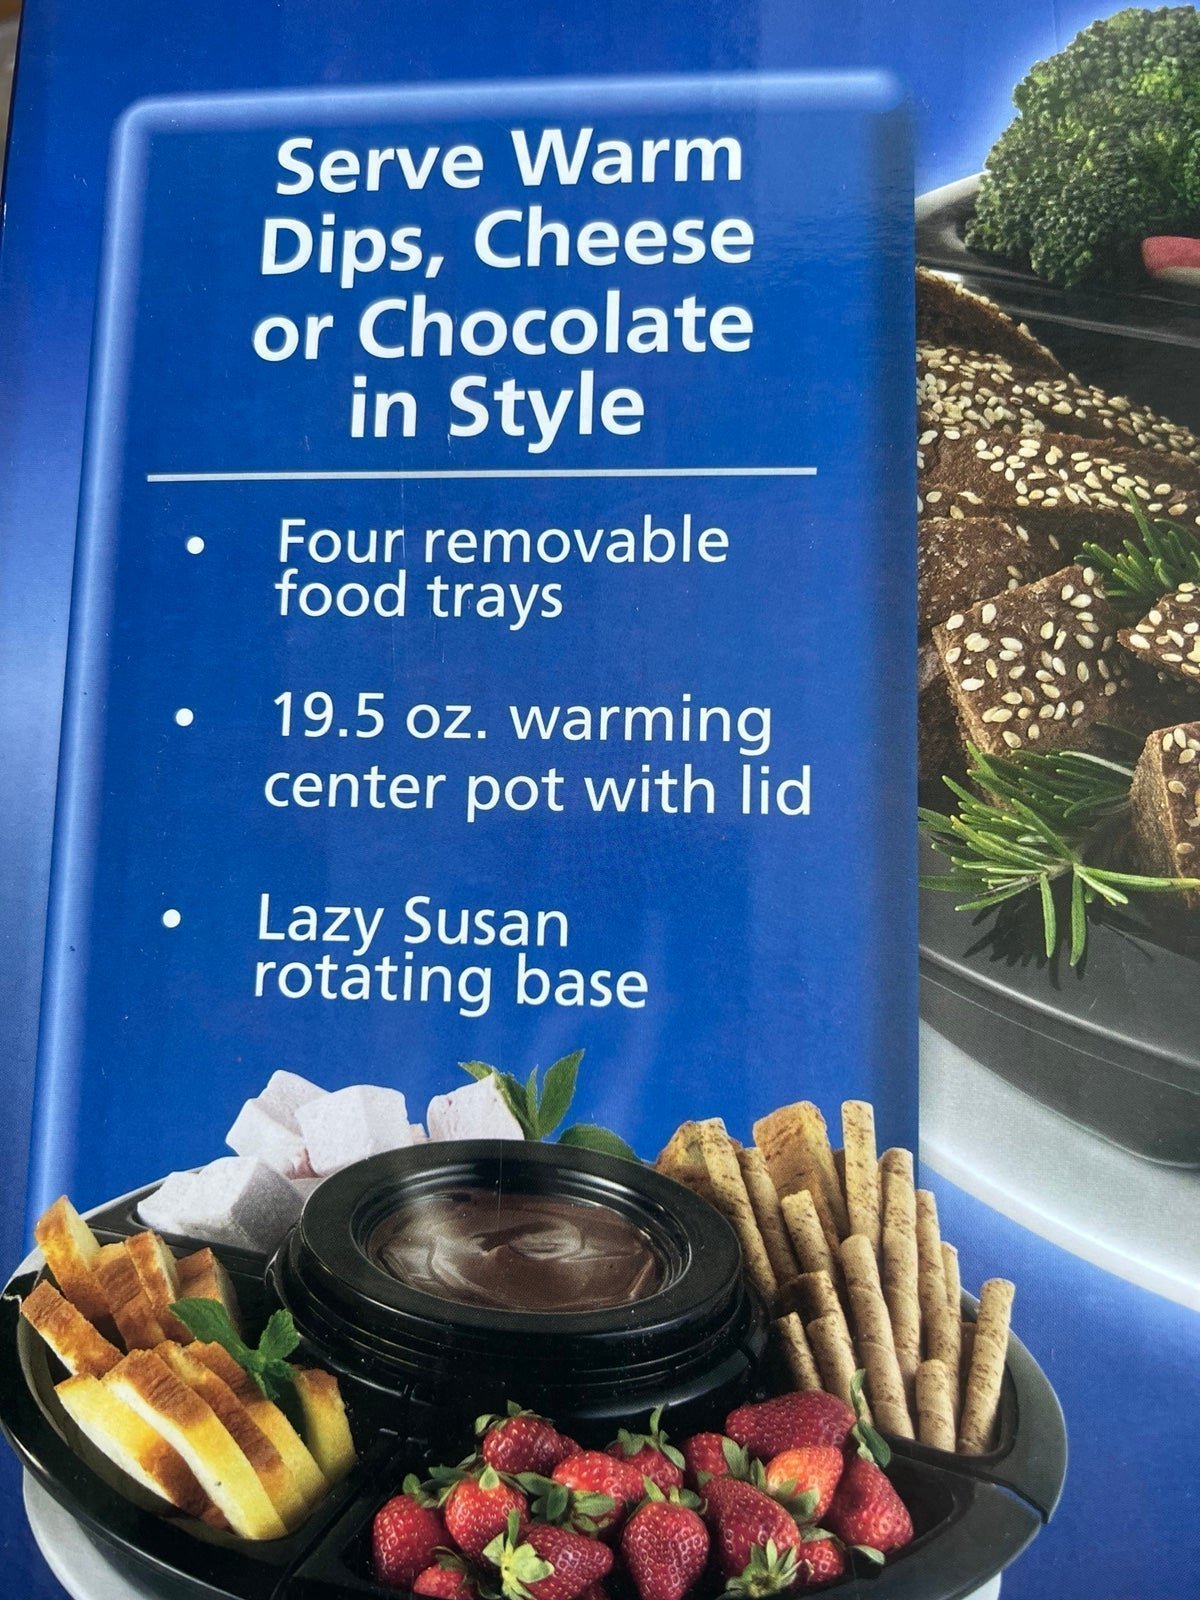 Serve Warm
Dips, Cheese
or Chocolate
in Style
• Four removable
food trays
• 19.5 oz. warming
center pot with lid
• Lazy Susan
rotating base